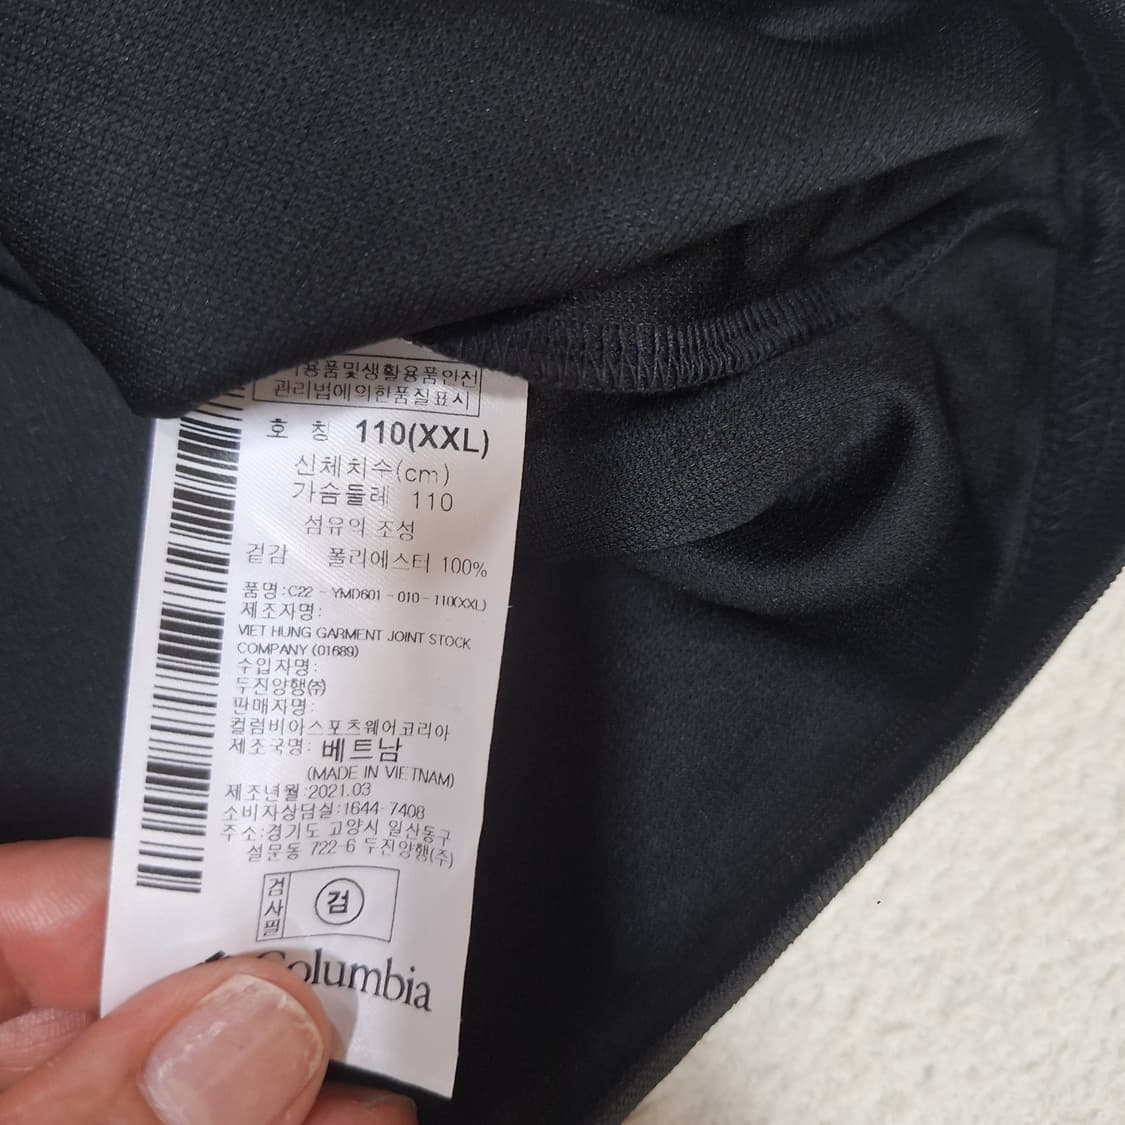 용품및생활용품안전
관리법에의한품질표시
호 칭 110(XXL)
신체치수(cm)
가슴둘레 110
섬유의 조성
겉감 폴리에스터 100%
품명:C22 - YMD601 - 010 - 110(XXL)
제조자명:
VIET HUNG GARMENT JOINT STOCK
COMPANY (01689)
수입자명:
두진양행㈜
판매자명:
컬럼비아스포츠웨어코리아
제조국명: 베트남
(MADE IN VIETNAM)
제조년월:2021.03
소비자상담실:1644-7408
주소:경기도 고양시 일산동구
설문동 722-6 두진양행(주)
검사필
검
Columbia